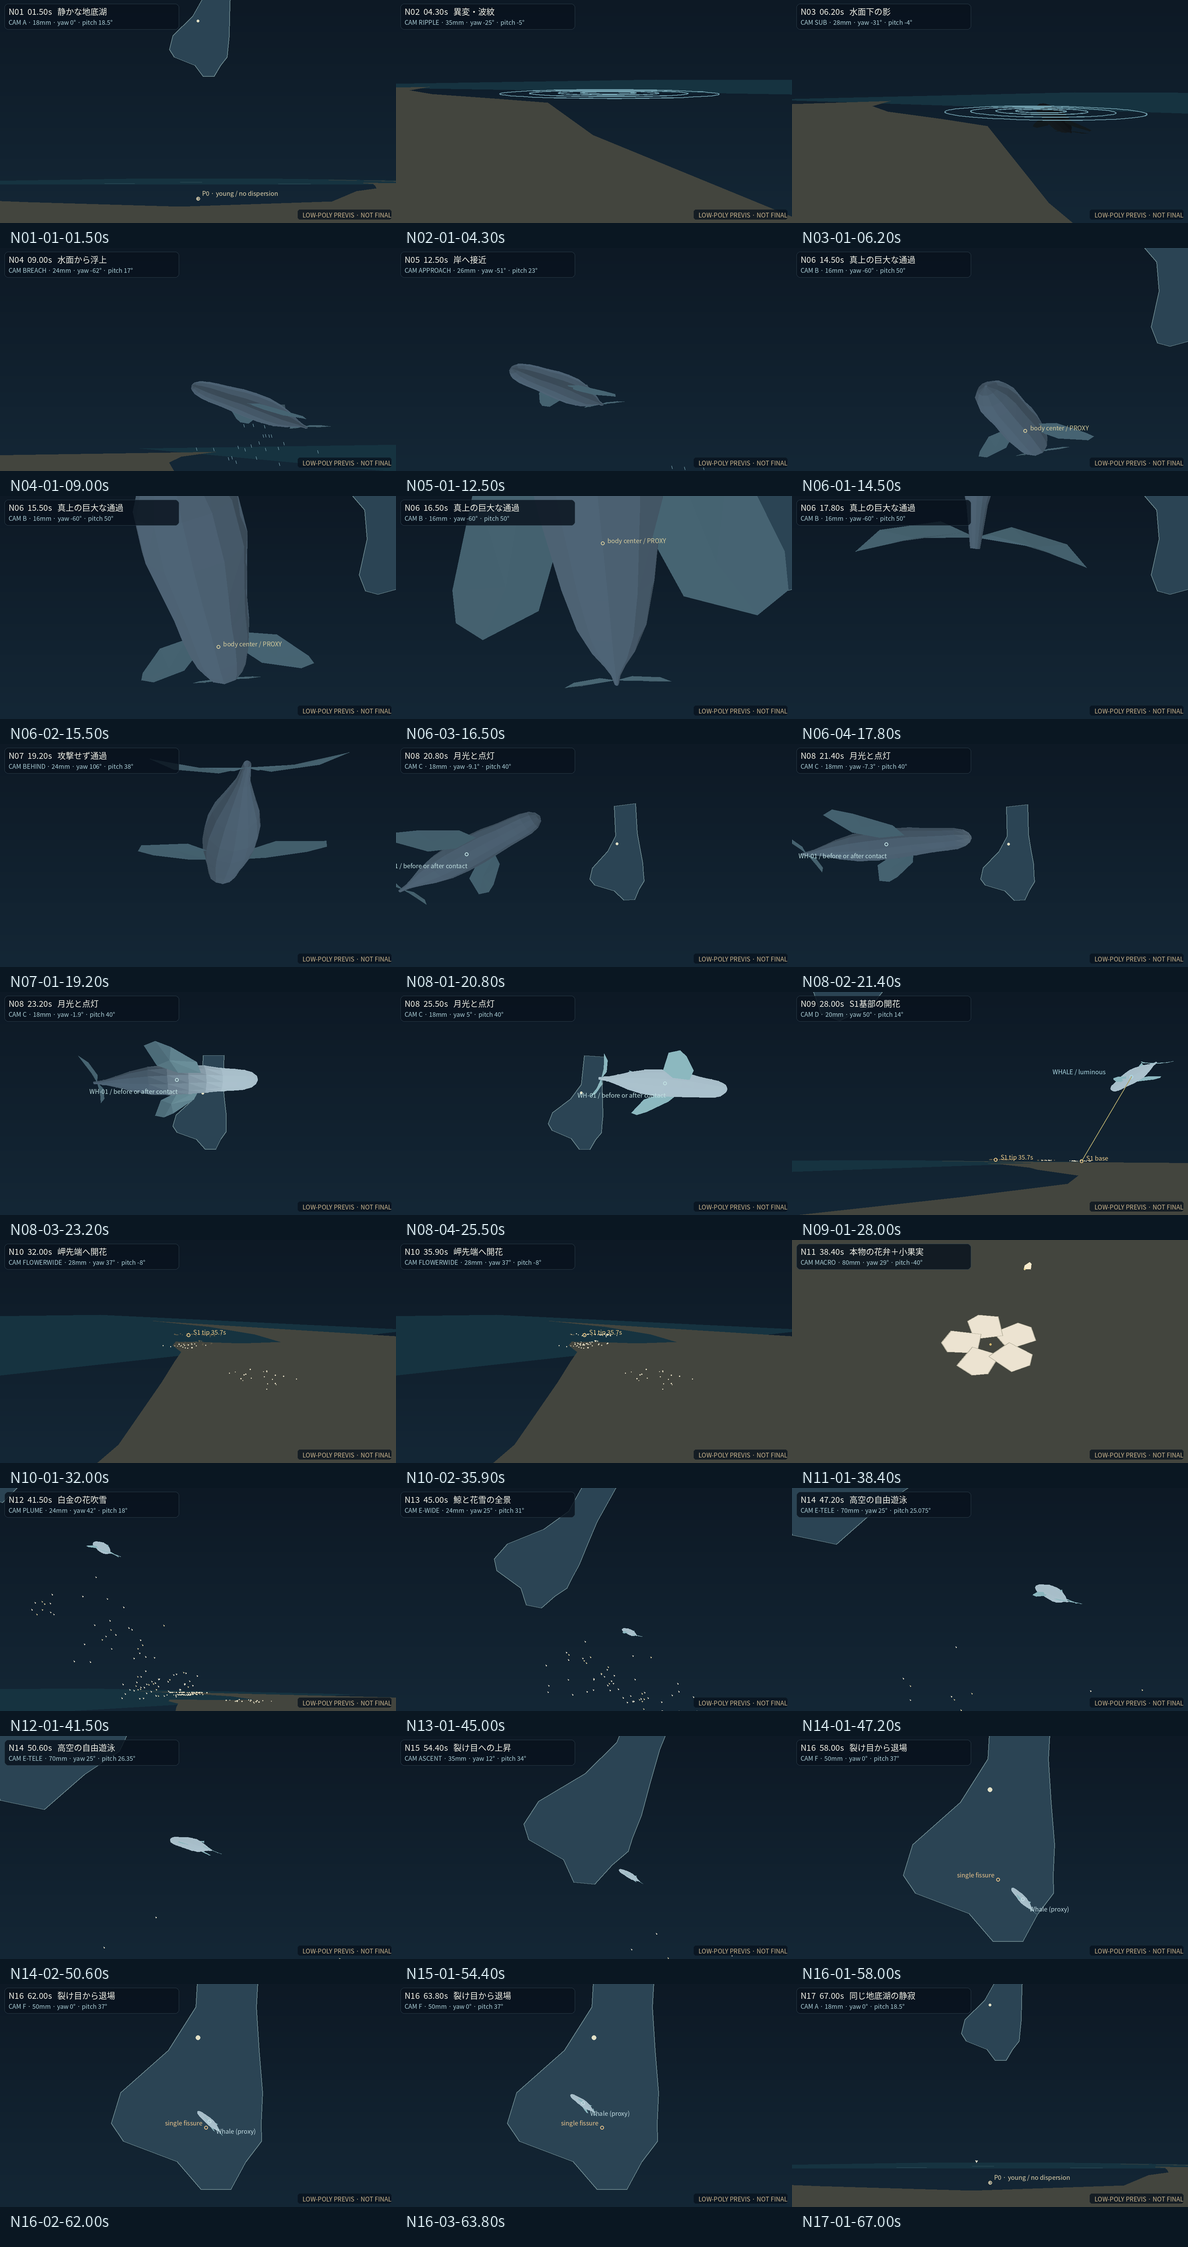 N01 01.50s 静かな地底湖
CAM A · 18mm · yaw 0° · pitch 18.5°
P0 · young / no dispersion
LOW-POLY PREVIS · NOT FINAL
N01-01-01.50s
N02 04.30s 異変・波紋
CAM RIPPLE · 35mm · yaw -25° · pitch -5°
LOW-POLY PREVIS · NOT FINAL
N02-01-04.30s
N03 06.20s 水面下の影
CAM SUB · 28mm · yaw -31° · pitch -4°
LOW-POLY PREVIS · NOT FINAL
N03-01-06.20s
N04 09.00s 水面から浮上
CAM BREACH · 24mm · yaw -62° · pitch 17°
LOW-POLY PREVIS · NOT FINAL
N04-01-09.00s
N05 12.50s 岸へ接近
CAM APPROACH · 26mm · yaw -51° · pitch 23°
LOW-POLY PREVIS · NOT FINAL
N05-01-12.50s
N06 14.50s 真上の巨大な通過
CAM B · 16mm · yaw -60° · pitch 50°
body center / PROXY
LOW-POLY PREVIS · NOT FINAL
N06-01-14.50s
N06 15.50s 真上の巨大な通過
CAM B · 16mm · yaw -60° · pitch 50°
body center / PROXY
LOW-POLY PREVIS · NOT FINAL
N06-02-15.50s
N06 16.50s 真上の巨大な通過
CAM B · 16mm · yaw -60° · pitch 50°
body center / PROXY
LOW-POLY PREVIS · NOT FINAL
N06-03-16.50s
N06 17.80s 真上の巨大な通過
CAM B · 16mm · yaw -60° · pitch 50°
LOW-POLY PREVIS · NOT FINAL
N06-04-17.80s
N07 19.20s 攻撃せず通過
CAM BEHIND · 24mm · yaw 106° · pitch 38°
LOW-POLY PREVIS · NOT FINAL
N07-01-19.20s
N08 20.80s 月光と点灯
CAM C · 18mm · yaw -9.1° · pitch 40°
1 / before or after contact
LOW-POLY PREVIS · NOT FINAL
N08-01-20.80s
N08 21.40s 月光と点灯
CAM C · 18mm · yaw -7.3° · pitch 40°
WH-01 / before or after contact
LOW-POLY PREVIS · NOT FINAL
N08-02-21.40s
N08 23.20s 月光と点灯
CAM C · 18mm · yaw -1.9° · pitch 40°
WH-01 / before or after contact
LOW-POLY PREVIS · NOT FINAL
N08-03-23.20s
N08 25.50s 月光と点灯
CAM C · 18mm · yaw 5° · pitch 40°
WH-01 / before or after contact
LOW-POLY PREVIS · NOT FINAL
N08-04-25.50s
N09 28.00s S1基部の開花
CAM D · 20mm · yaw 50° · pitch 14°
WHALE / luminous
S1 tip 35.7s
S1 base
LOW-POLY PREVIS · NOT FINAL
N09-01-28.00s
N10 32.00s 岬先端へ開花
CAM FLOWERWIDE · 28mm · yaw 37° · pitch -8°
S1 tip 35.7s
LOW-POLY PREVIS · NOT FINAL
N10-01-32.00s
N10 35.90s 岬先端へ開花
CAM FLOWERWIDE · 28mm · yaw 37° · pitch -8°
S1 tip 35.7s
LOW-POLY PREVIS · NOT FINAL
N10-02-35.90s
N11 38.40s 本物の花弁＋小果実
CAM MACRO · 80mm · yaw 29° · pitch -40°
LOW-POLY PREVIS · NOT FINAL
N11-01-38.40s
N12 41.50s 白金の花吹雪
CAM PLUME · 24mm · yaw 42° · pitch 18°
LOW-POLY PREVIS · NOT FINAL
N12-01-41.50s
N13 45.00s 鯨と花雪の全景
CAM E-WIDE · 24mm · yaw 25° · pitch 31°
LOW-POLY PREVIS · NOT FINAL
N13-01-45.00s
N14 47.20s 高空の自由遊泳
CAM E-TELE · 70mm · yaw 25° · pitch 25.075°
LOW-POLY PREVIS · NOT FINAL
N14-01-47.20s
N14 50.60s 高空の自由遊泳
CAM E-TELE · 70mm · yaw 25° · pitch 26.35°
LOW-POLY PREVIS · NOT FINAL
N14-02-50.60s
N15 54.40s 裂け目への上昇
CAM ASCENT · 35mm · yaw 12° · pitch 34°
LOW-POLY PREVIS · NOT FINAL
N15-01-54.40s
N16 58.00s 裂け目から退場
CAM F · 50mm · yaw 0° · pitch 37°
single fissure
Whale (proxy)
LOW-POLY PREVIS · NOT FINAL
N16-01-58.00s
N16 62.00s 裂け目から退場
CAM F · 50mm · yaw 0° · pitch 37°
single fissure
Whale (proxy)
LOW-POLY PREVIS · NOT FINAL
N16-02-62.00s
N16 63.80s 裂け目から退場
CAM F · 50mm · yaw 0° · pitch 37°
Whale (proxy)
single fissure
LOW-POLY PREVIS · NOT FINAL
N16-03-63.80s
N17 67.00s 同じ地底湖の静寂
CAM A · 18mm · yaw 0° · pitch 18.5°
P0 · young / no dispersion
LOW-POLY PREVIS · NOT FINAL
N17-01-67.00s